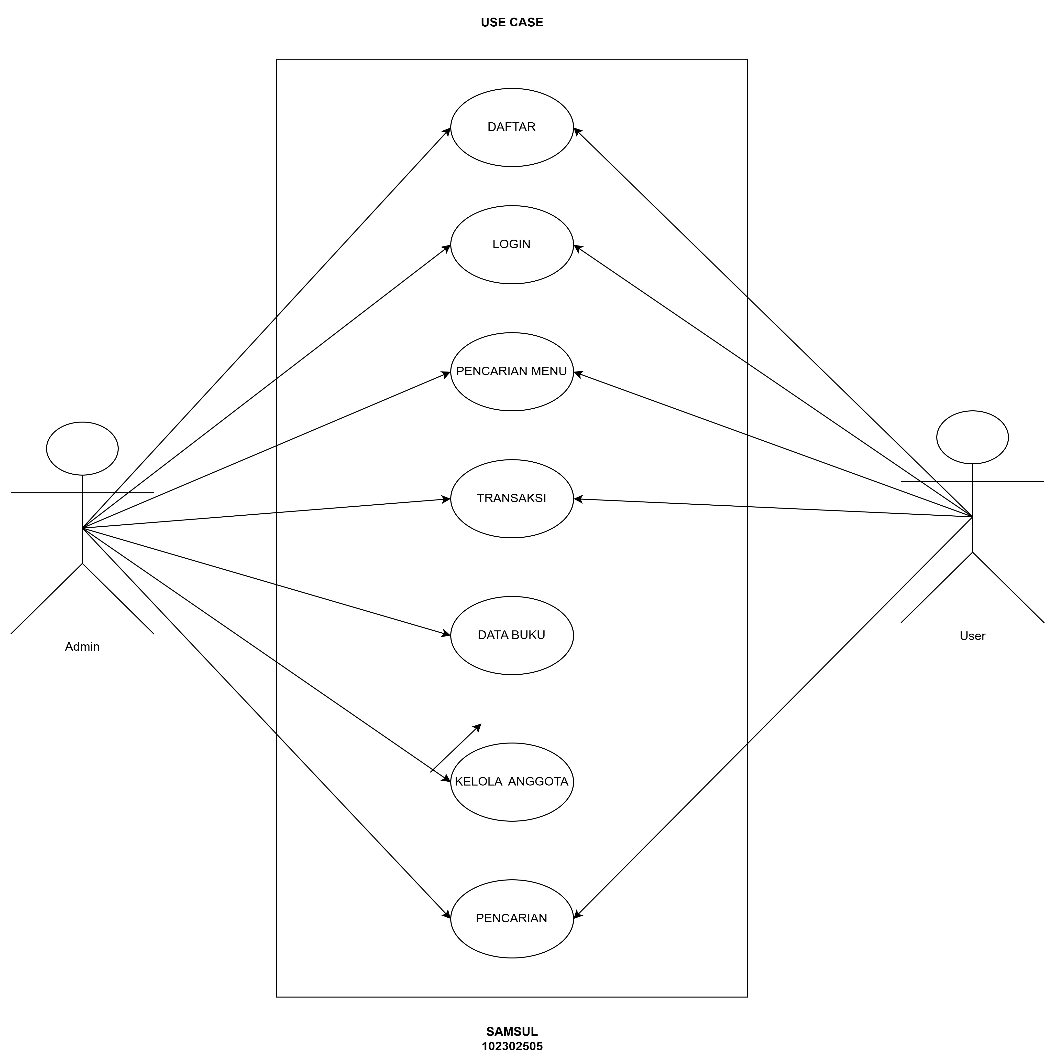 USE CASE
DAFTAR
LOGIN
PENCARIAN MENU
TRANSAKSI
DATA BUKU
Admin
User
KELOLA  ANGGOTA
PENCARIAN
SAMSUL
102302505